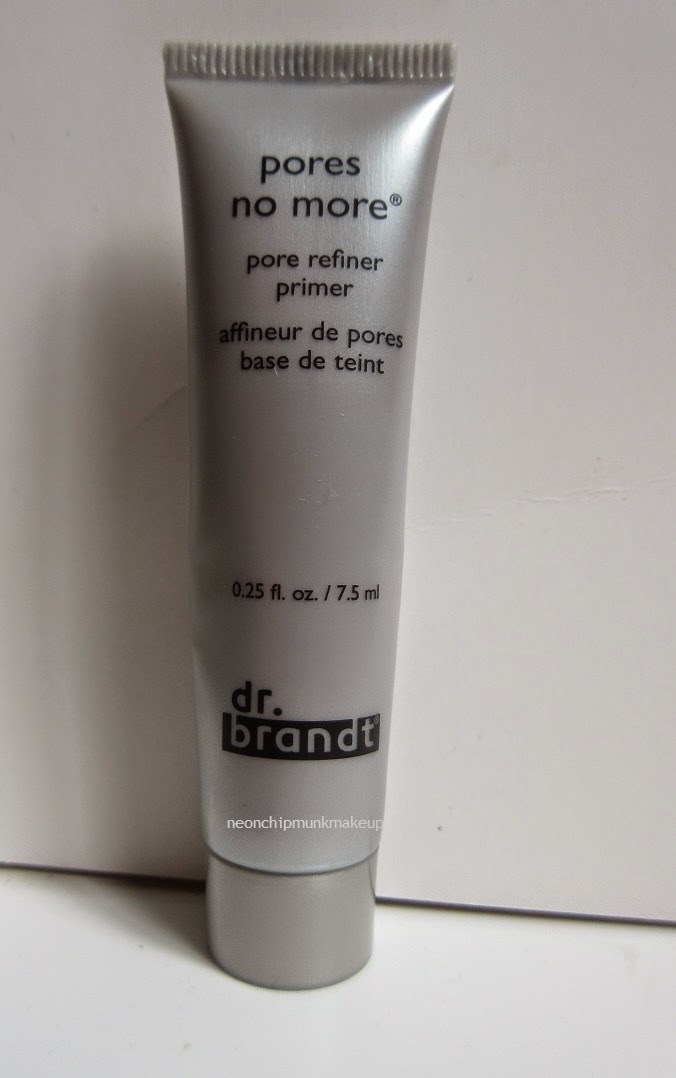 pores
no more®
pore refiner
primer
affineur de pores
base de teint
0.25 fl. oz. / 7.5 ml
dr.
brandt®
neonchipmunkmakeup